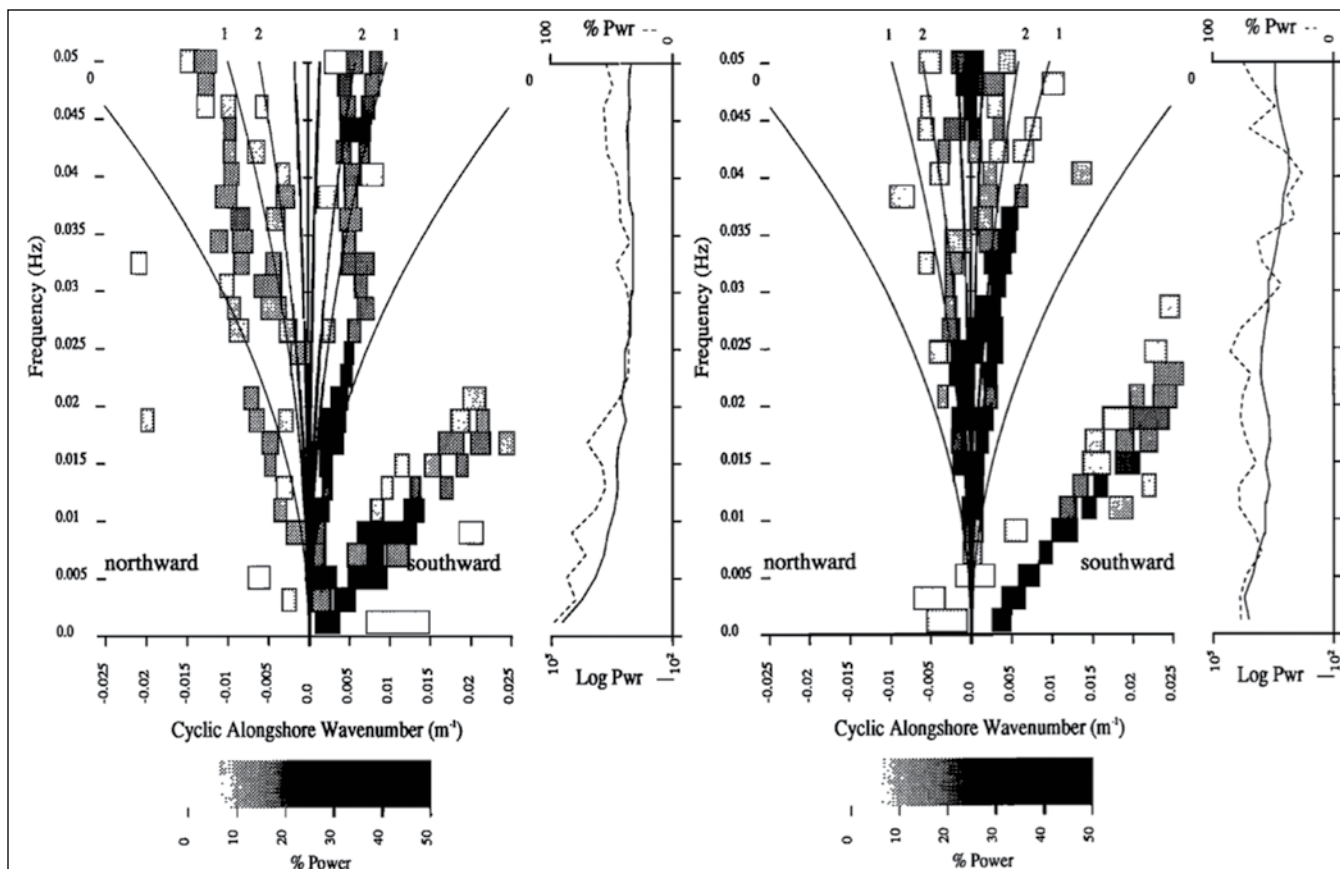 1 2 2 1
0 0
0.05
0.045
0.04
0.035
0.03
0.025
0.02
0.015
0.01
0.005
0.0
Frequency (Hz)
northward southward
-0.025 -0.02 -0.015 -0.01 -0.005 0.0 0.005 0.01 0.015 0.02 0.025
Cyclic Alongshore Wavenumber (m⁻¹)
0 10 20 30 40 50
% Power
100 % Pwr 0
10⁵ Log Pwr 10²
1 2 2 1
0 0
0.05
0.045
0.04
0.035
0.03
0.025
0.02
0.015
0.01
0.005
0.0
Frequency (Hz)
northward southward
-0.025 -0.02 -0.015 -0.01 -0.005 0.0 0.005 0.01 0.015 0.02 0.025
Cyclic Alongshore Wavenumber (m⁻¹)
0 10 20 30 40 50
% Power
100 % Pwr 0
10⁵ Log Pwr 10²